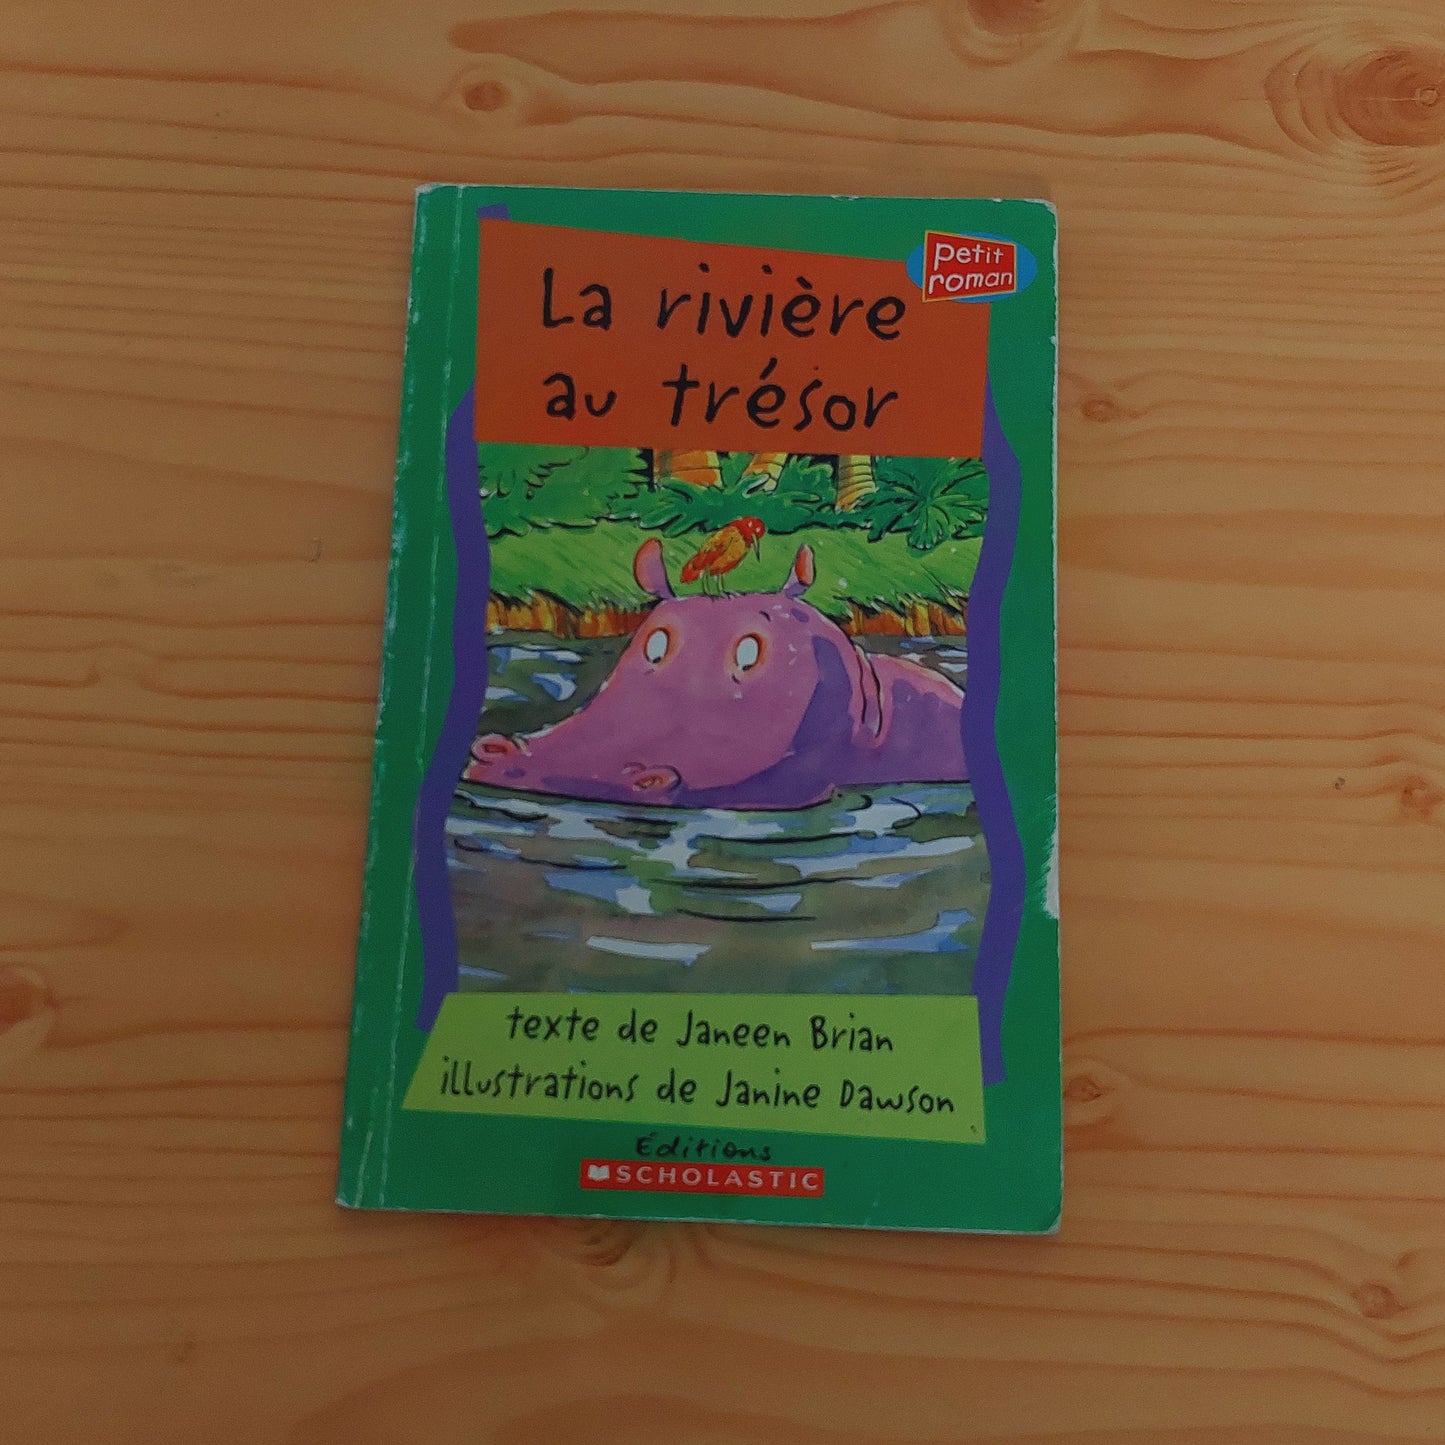 petit
roman
La rivière
au trésor
texte de Janeen Brian
illustrations de Janine Dawson
Éditions
SCHOLASTIC